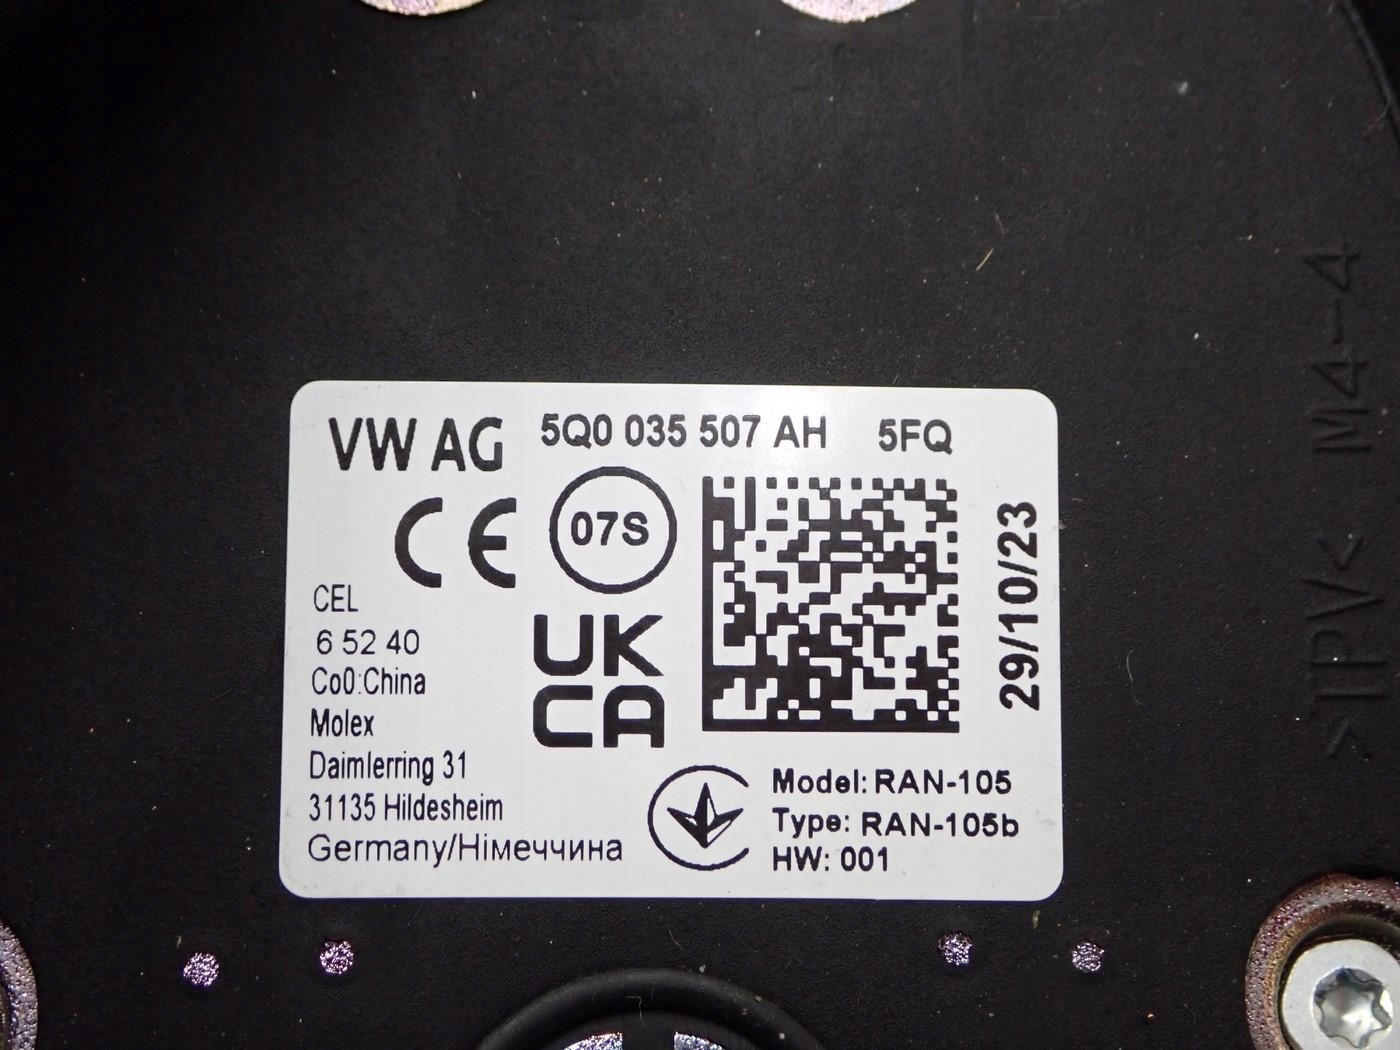 VW AG 5Q0 035 507 AH 5FQ
CE 07S
CEL
6 52 40
Co0:China
Molex
Daimlerring 31
31135 Hildesheim
Germany/Німеччина
UK
CA
29/10/23
Model: RAN-105
Type: RAN-105b
HW: 001
>TPV< M4-4